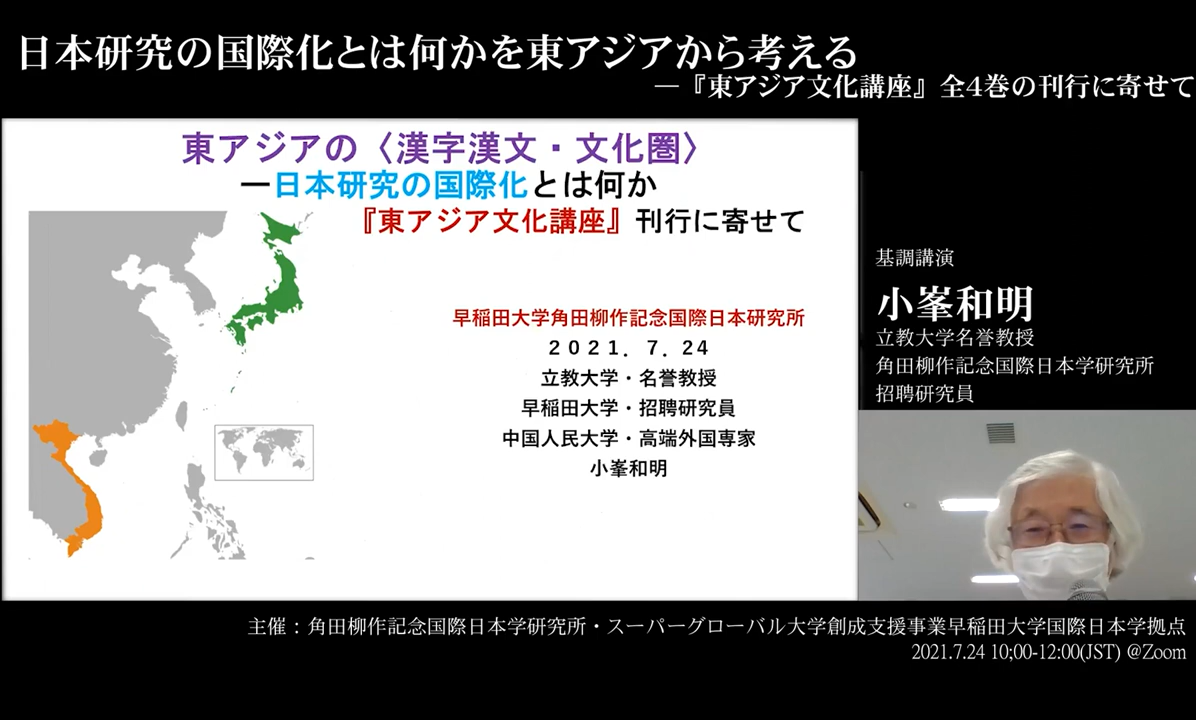 日本研究の国際化とは何かを東アジアから考える
―『東アジア文化講座』全4巻の刊行に寄せて
東アジアの〈漢字漢文・文化圏〉
ー日本研究の国際化とは何か
『東アジア文化講座』刊行に寄せて
早稲田大学角田柳作記念国際日本研究所
２０２１．７．２４
立教大学・名誉教授
早稲田大学・招聘研究員
中国人民大学・高端外国専家
小峯和明
基調講演
小峯和明
立教大学名誉教授
角田柳作記念国際日本学研究所
招聘研究員
主催：角田柳作記念国際日本学研究所・スーパーグローバル大学創成支援事業早稲田大学国際日本学拠点
2021.7.24 10;00-12:00(JST) @Zoom